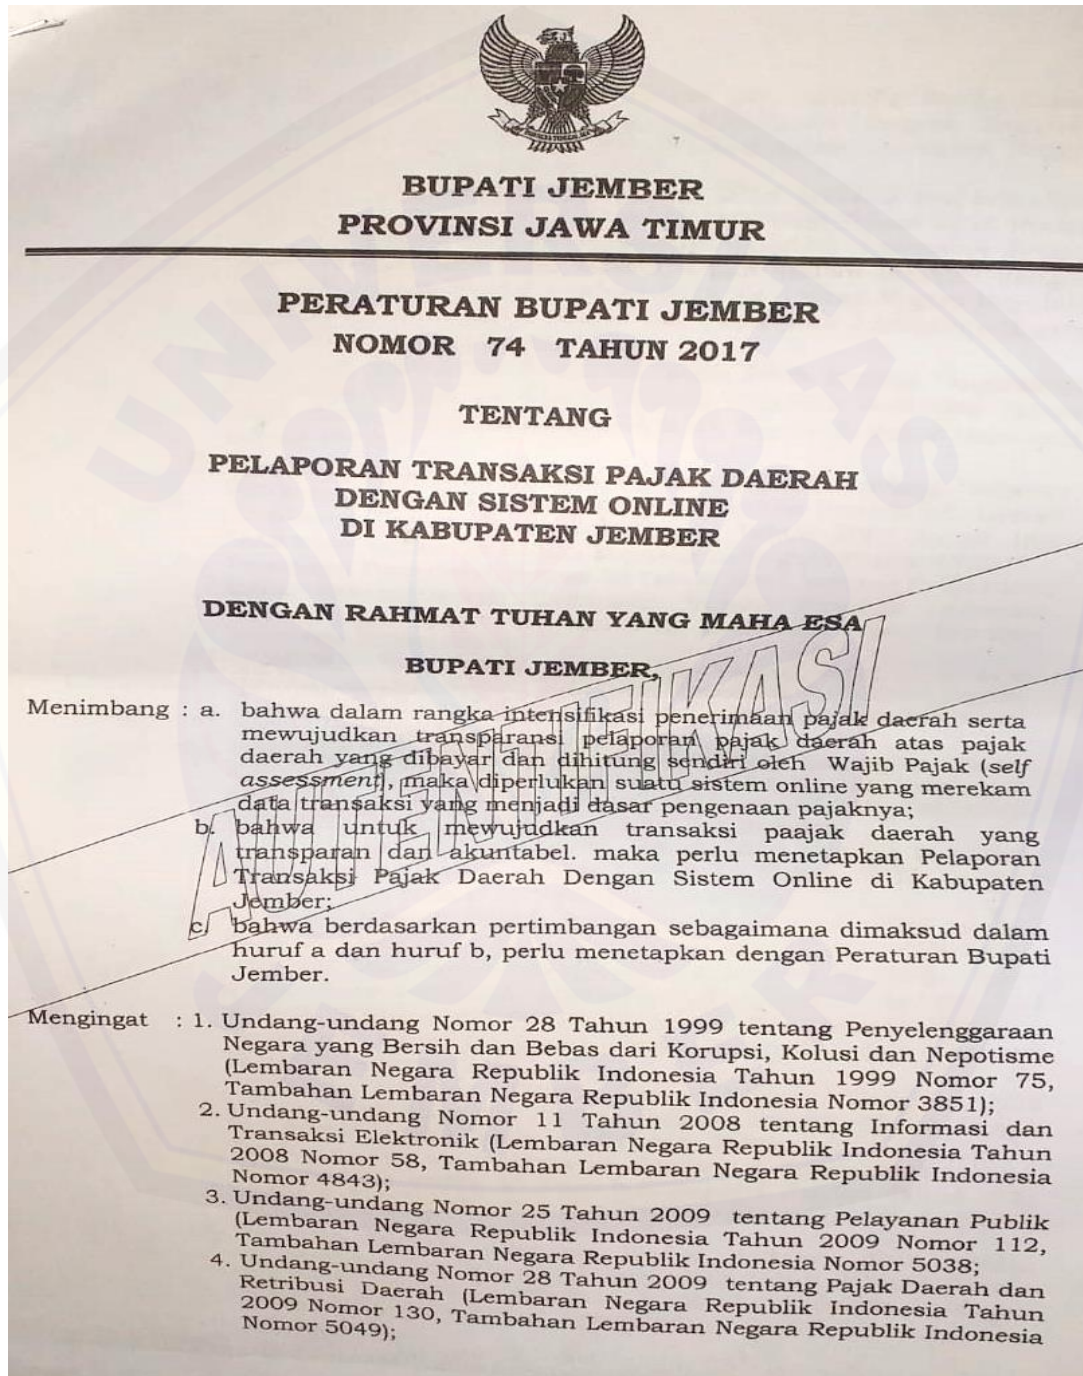 BUPATI JEMBER
PROVINSI JAWA TIMUR
PERATURAN BUPATI JEMBER
NOMOR 74 TAHUN 2017
TENTANG
PELAPORAN TRANSAKSI PAJAK DAERAH
DENGAN SISTEM ONLINE
DI KABUPATEN JEMBER
DENGAN RAHMAT TUHAN YANG MAHA ESA
BUPATI JEMBER,
AUTENTIFIKASI
Menimbang : a. bahwa dalam rangka intensifikasi penerimaan pajak daerah serta
mewujudkan transparansi pelaporan pajak daerah atas pajak
daerah yang dibayar dan dihitung sendiri oleh Wajib Pajak (self
assessment), maka diperlukan suatu sistem online yang merekam
data transaksi yang menjadi dasar pengenaan pajaknya;
b. bahwa untuk mewujudkan transaksi paajak daerah yang
transparan dan akuntabel. maka perlu menetapkan Pelaporan
Transaksi Pajak Daerah Dengan Sistem Online di Kabupaten
Jember;
c. bahwa berdasarkan pertimbangan sebagaimana dimaksud dalam
huruf a dan huruf b, perlu menetapkan dengan Peraturan Bupati
Jember.
Mengingat : 1. Undang-undang Nomor 28 Tahun 1999 tentang Penyelenggaraan
Negara yang Bersih dan Bebas dari Korupsi, Kolusi dan Nepotisme
(Lembaran Negara Republik Indonesia Tahun 1999 Nomor 75,
Tambahan Lembaran Negara Republik Indonesia Nomor 3851);
2. Undang-undang Nomor 11 Tahun 2008 tentang Informasi dan
Transaksi Elektronik (Lembaran Negara Republik Indonesia Tahun
2008 Nomor 58, Tambahan Lembaran Negara Republik Indonesia
Nomor 4843);
3. Undang-undang Nomor 25 Tahun 2009 tentang Pelayanan Publik
(Lembaran Negara Republik Indonesia Tahun 2009 Nomor 112,
Tambahan Lembaran Negara Republik Indonesia Nomor 5038;
4. Undang-undang Nomor 28 Tahun 2009 tentang Pajak Daerah dan
Retribusi Daerah (Lembaran Negara Republik Indonesia Tahun
2009 Nomor 130, Tambahan Lembaran Negara Republik Indonesia
Nomor 5049);
UNIVERSITAS
JEMBER